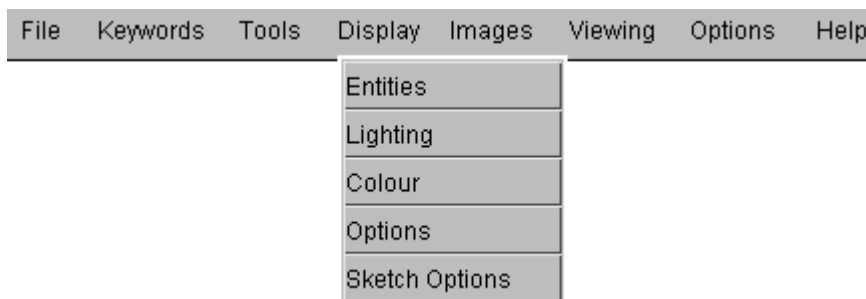 File Keywords Tools Display Images Viewing Options Help
Entities
Lighting
Colour
Options
Sketch Options